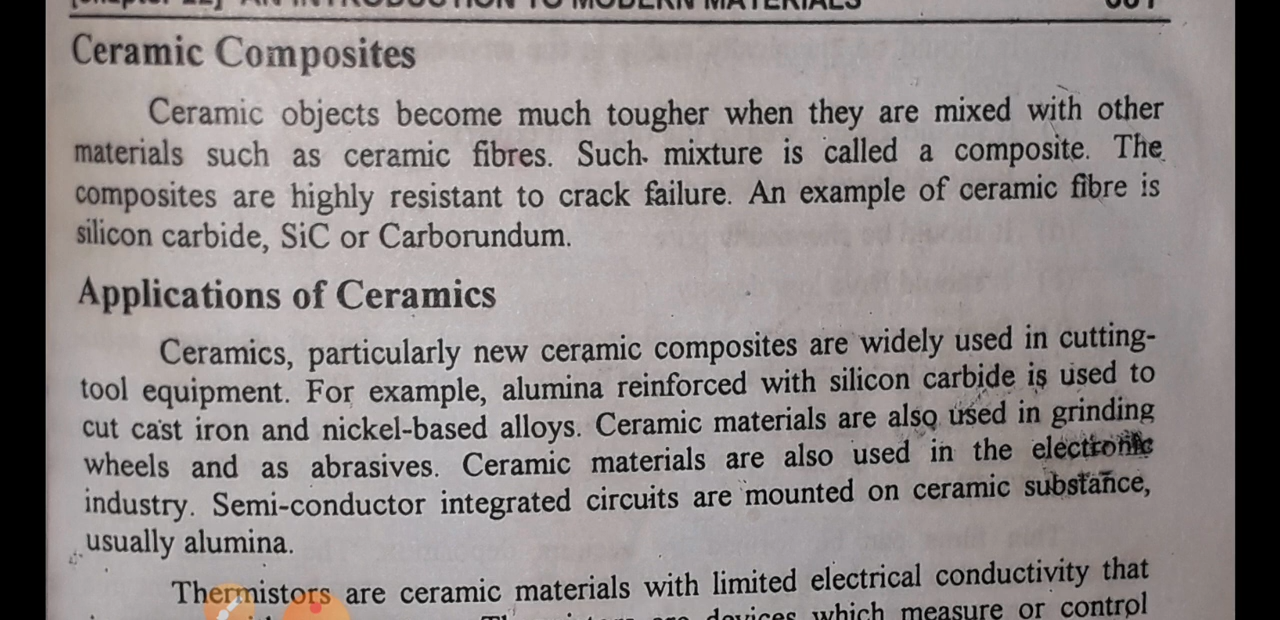 AN INTRODUCTION TO MODERN MATERIALS
Ceramic Composites
Ceramic objects become much tougher when they are mixed with other
materials such as ceramic fibres. Such mixture is called a composite. The
composites are highly resistant to crack failure. An example of ceramic fibre is
silicon carbide, SiC or Carborundum.
Applications of Ceramics
Ceramics, particularly new ceramic composites are widely used in cutting-
tool equipment. For example, alumina reinforced with silicon carbide is used to
cut cast iron and nickel-based alloys. Ceramic materials are also used in grinding
wheels and as abrasives. Ceramic materials are also used in the electronic
industry. Semi-conductor integrated circuits are mounted on ceramic substance,
usually alumina.
Thermistors are ceramic materials with limited electrical conductivity that
are devices which measure or control